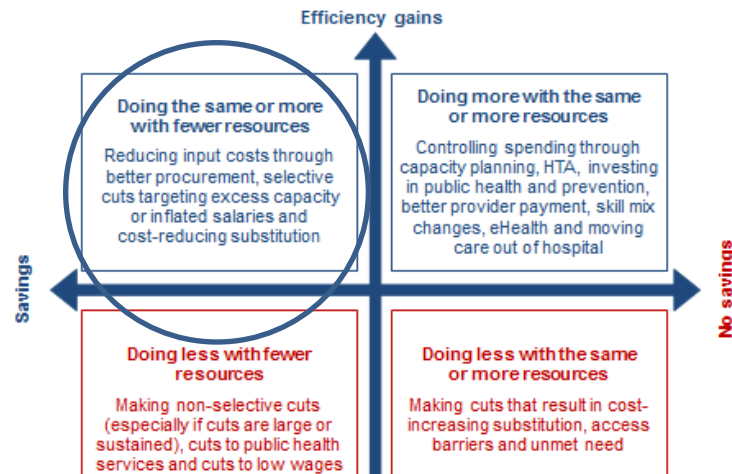 Efficiency gains
Doing the same or more
with fewer resources
Reducing input costs through
better procurement, selective
cuts targeting excess capacity
or inflated salaries and
cost-reducing substitution
Doing more with the same
or more resources
Controlling spending through
capacity planning, HTA, investing
in public health and prevention,
better provider payment, skill mix
changes, eHealth and moving
care out of hospital
Savings
No savings
Doing less with fewer
resources
Making non-selective cuts
(especially if cuts are large or
sustained), cuts to public health
services and cuts to low wages
Doing less with the same
or more resources
Making cuts that result in cost-
increasing substitution, access
barriers and unmet need